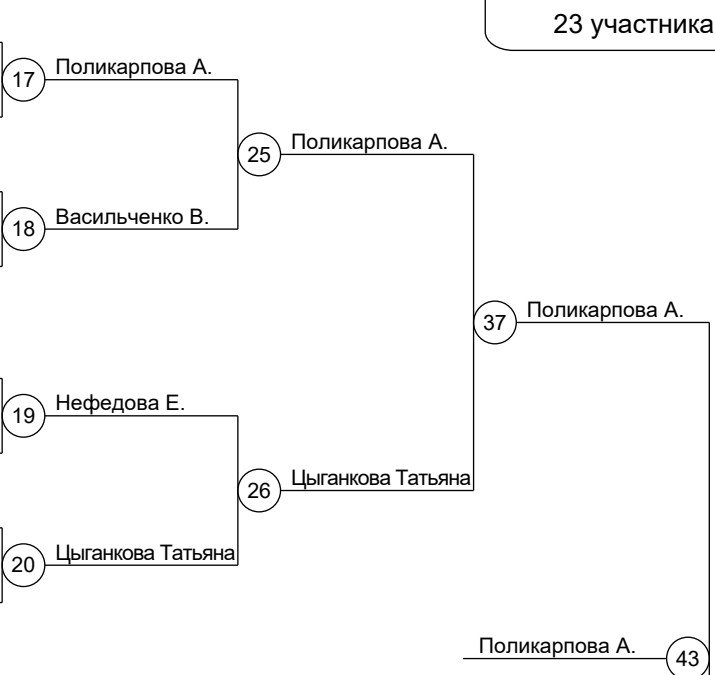 23 участника
17 Поликарпова А.
25 Поликарпова А.
18 Васильченко В.
37 Поликарпова А.
19 Нефедова Е.
26 Цыганкова Татьяна
20 Цыганкова Татьяна
Поликарпова А. 43